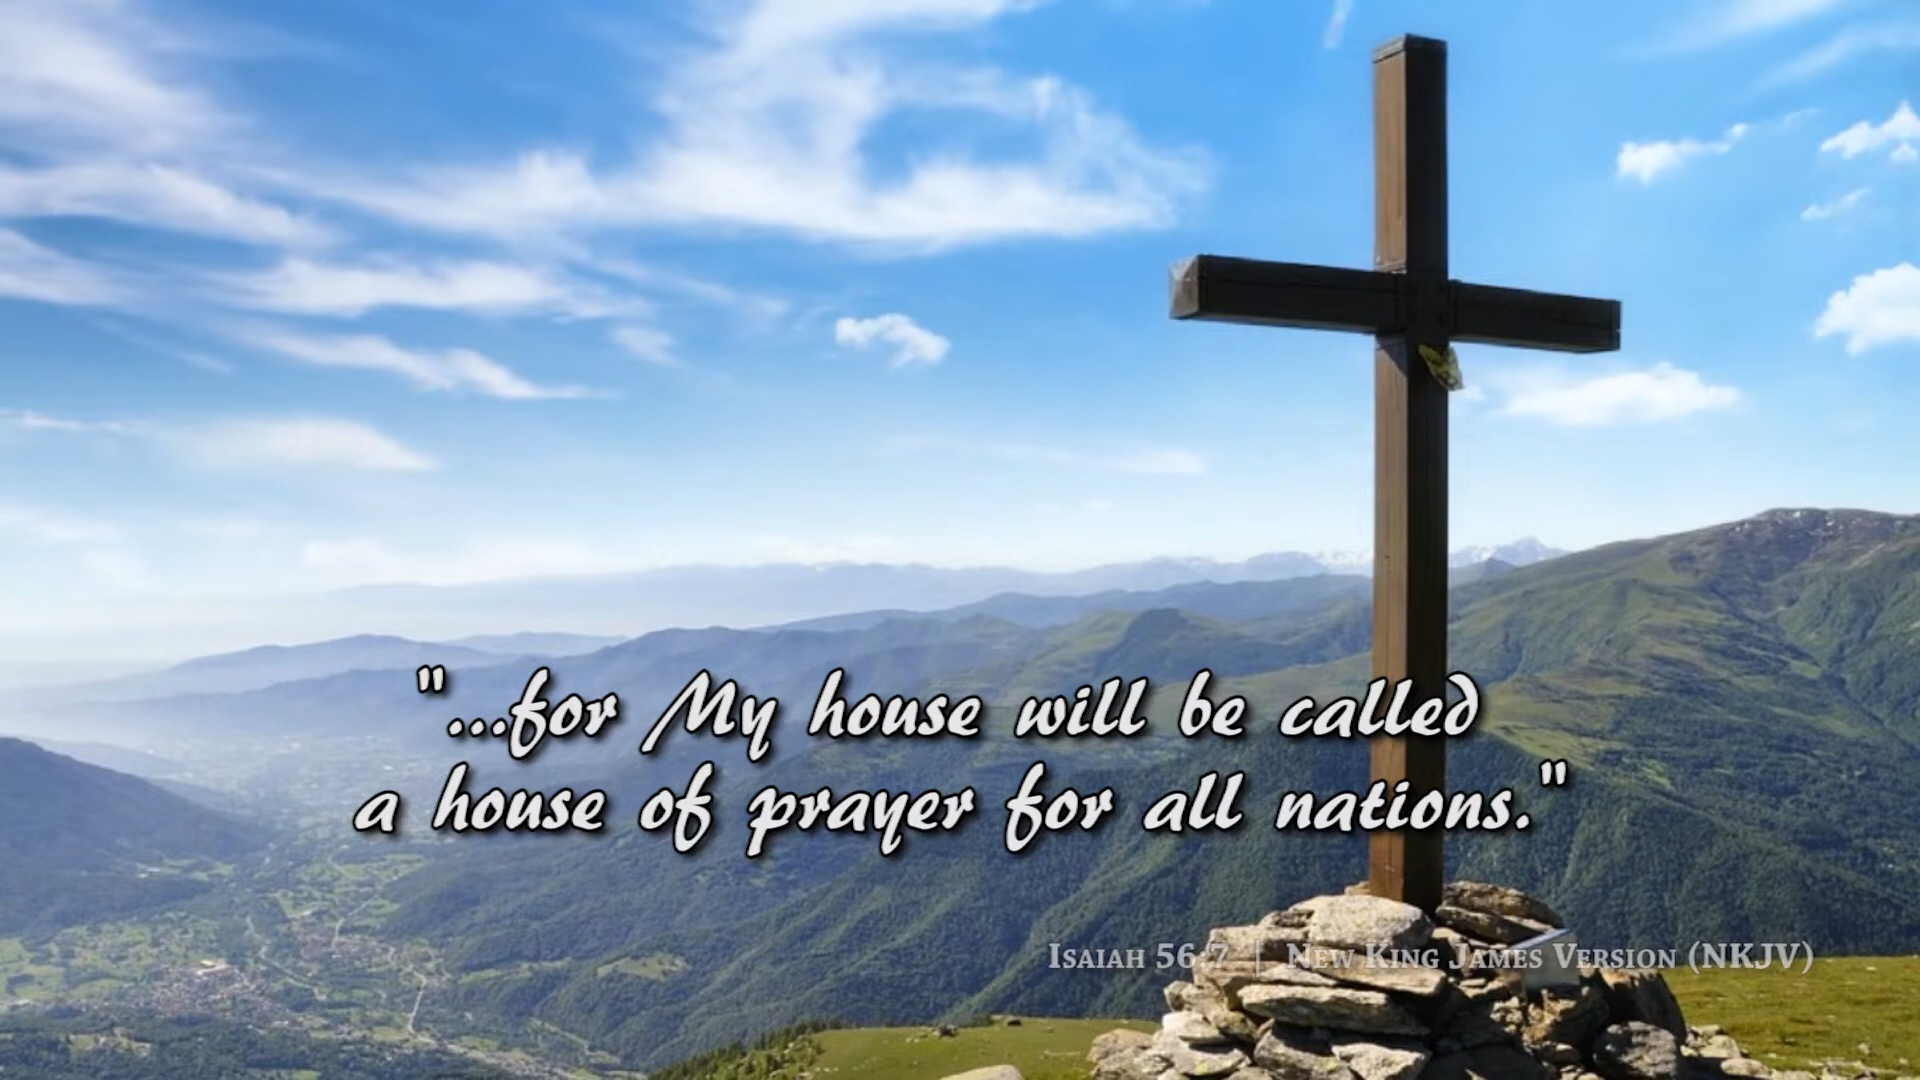 "...for My house will be called
a house of prayer for all nations."
Isaiah 56:7 | New King James Version (NKJV)